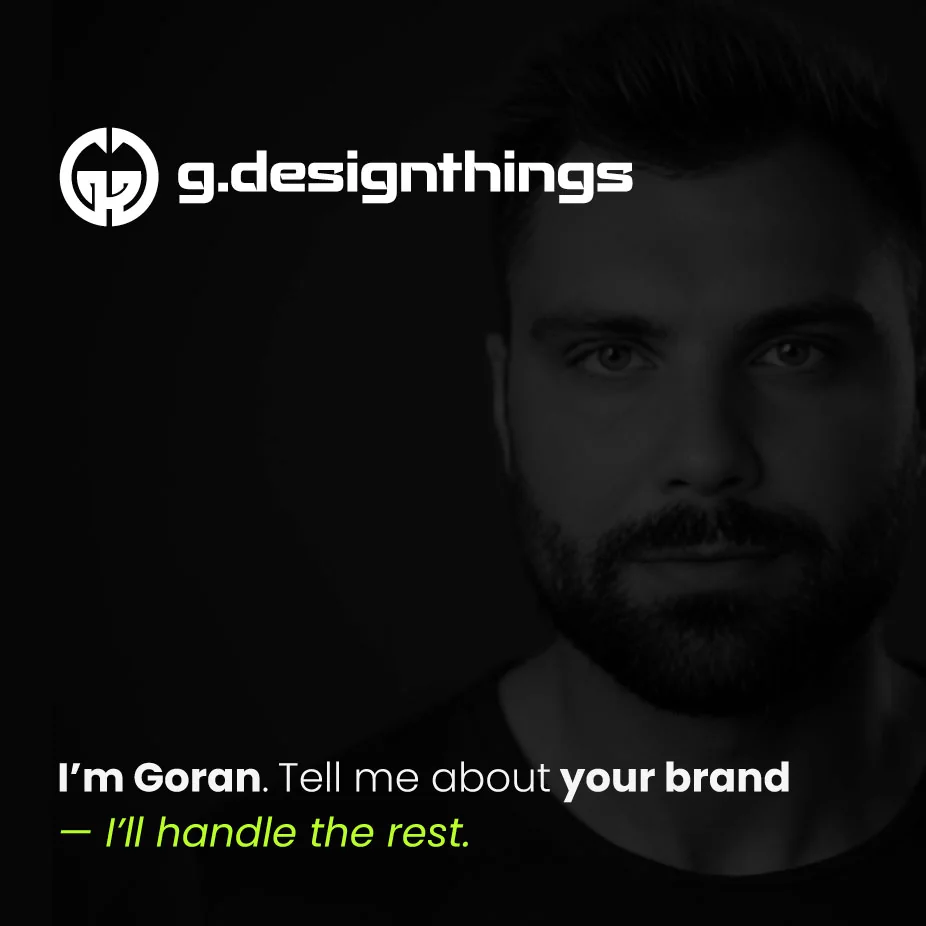 g.designthings
I’m Goran. Tell me about your brand
— I’ll handle the rest.